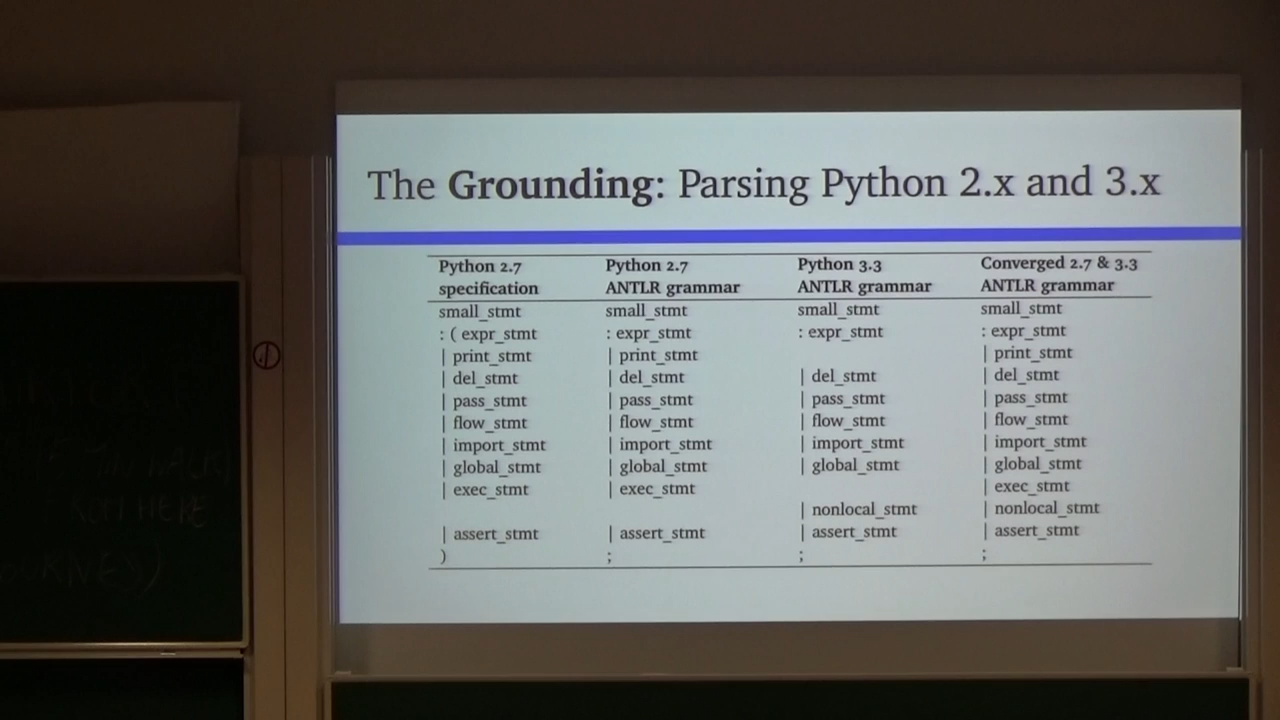 The Grounding: Parsing Python 2.x and 3.x
Python 2.7 Python 2.7 Python 3.3 Converged 2.7 & 3.3
specification ANTLR grammar ANTLR grammar ANTLR grammar
small_stmt small_stmt small_stmt small_stmt
: ( expr_stmt : expr_stmt : expr_stmt : expr_stmt
| print_stmt | print_stmt | print_stmt
| del_stmt | del_stmt | del_stmt | del_stmt
| pass_stmt | pass_stmt | pass_stmt | pass_stmt
| flow_stmt | flow_stmt | flow_stmt | flow_stmt
| import_stmt | import_stmt | import_stmt | import_stmt
| global_stmt | global_stmt | global_stmt | global_stmt
| exec_stmt | exec_stmt | exec_stmt
| nonlocal_stmt | nonlocal_stmt
| assert_stmt | assert_stmt | assert_stmt | assert_stmt
) ; ; ;
HERE